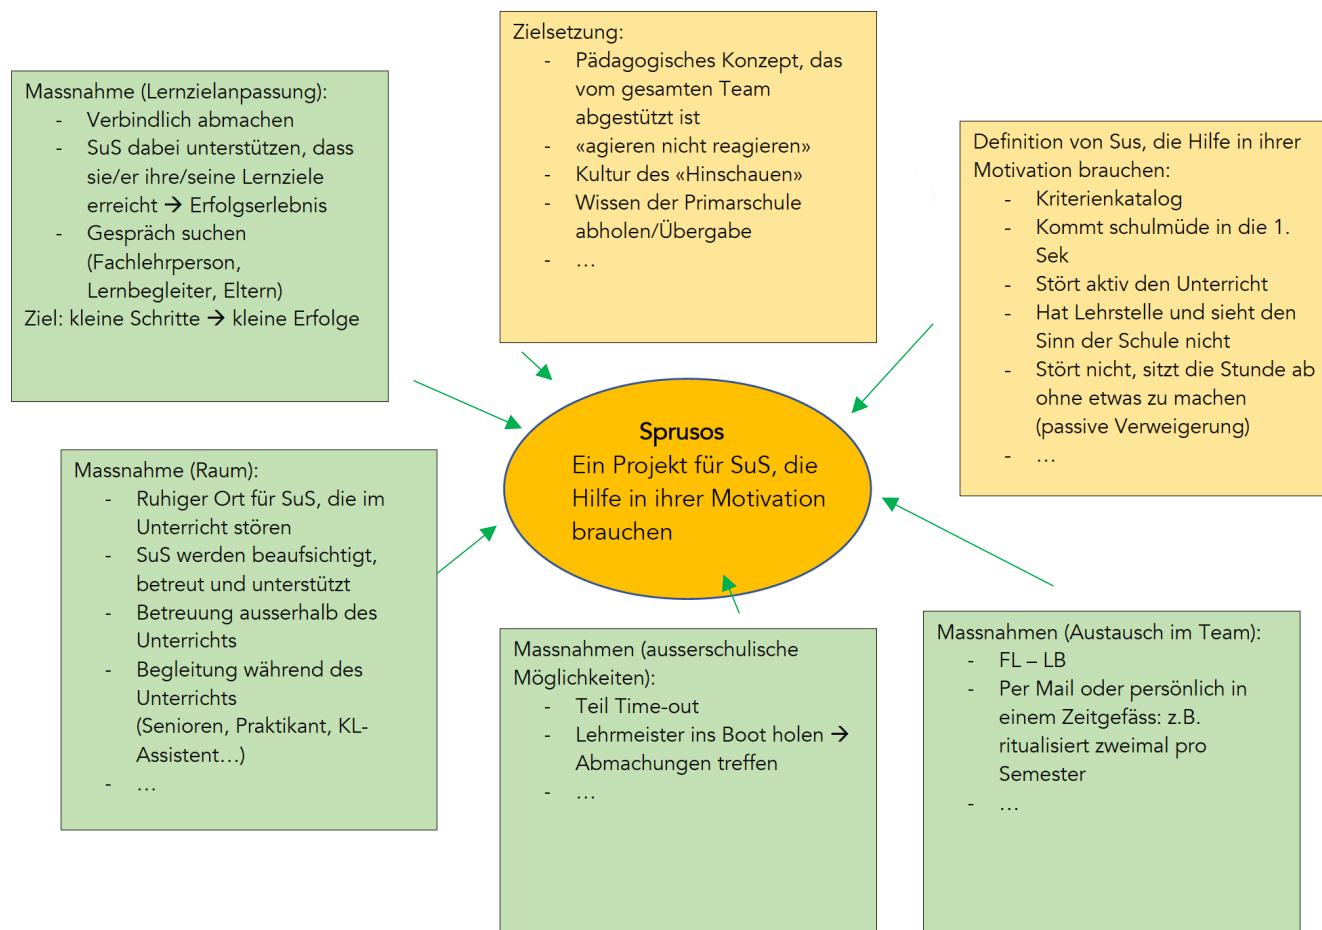 Zielsetzung:
- Pädagogisches Konzept, das
vom gesamten Team
abgestützt ist
- «agieren nicht reagieren»
- Kultur des «Hinschauen»
- Wissen der Primarschule
abholen/Übergabe
- …
Massnahme (Lernzielanpassung):
- Verbindlich abmachen
- SuS dabei unterstützen, dass
sie/er ihre/seine Lernziele
erreicht → Erfolgserlebnis
- Gespräch suchen
(Fachlehrperson,
Lernbegleiter, Eltern)
Ziel: kleine Schritte → kleine Erfolge
Definition von Sus, die Hilfe in ihrer
Motivation brauchen:
- Kriterienkatalog
- Kommt schulmüde in die 1.
Sek
- Stört aktiv den Unterricht
- Hat Lehrstelle und sieht den
Sinn der Schule nicht
- Stört nicht, sitzt die Stunde ab
ohne etwas zu machen
(passive Verweigerung)
- …
Sprusos
Ein Projekt für SuS, die
Hilfe in ihrer Motivation
brauchen
Massnahme (Raum):
- Ruhiger Ort für SuS, die im
Unterricht stören
- SuS werden beaufsichtigt,
betreut und unterstützt
- Betreuung ausserhalb des
Unterrichts
- Begleitung während des
Unterrichts
(Senioren, Praktikant, KL-
Assistent…)
- …
Massnahmen (ausserschulische
Möglichkeiten):
- Teil Time-out
- Lehrmeister ins Boot holen →
Abmachungen treffen
- …
Massnahmen (Austausch im Team):
- FL – LB
- Per Mail oder persönlich in
einem Zeitgefäss: z.B.
ritualisiert zweimal pro
Semester
- …